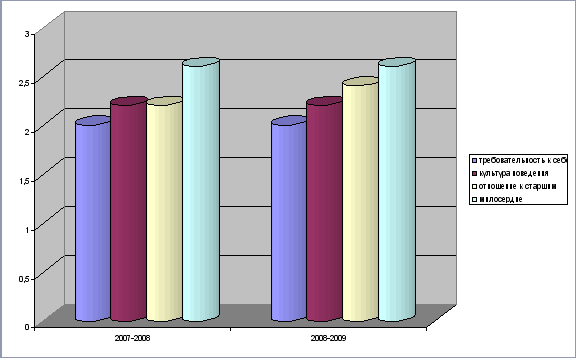 3
2,5
2
1,5
1
0,5
0
2007-2008
2008-2009
требовательность к себе
культура поведения
отношение к старшим
милосердие